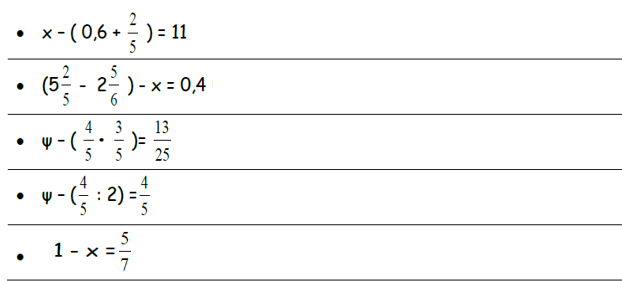 • x – ( 0,6 + 2/5 ) = 11
• (5 2/5 - 2 5/6 ) – x = 0,4
• ψ – ( 4/5 · 3/5 )= 13/25
• ψ – ( 4/5 : 2) = 4/5
• 1 – x = 5/7